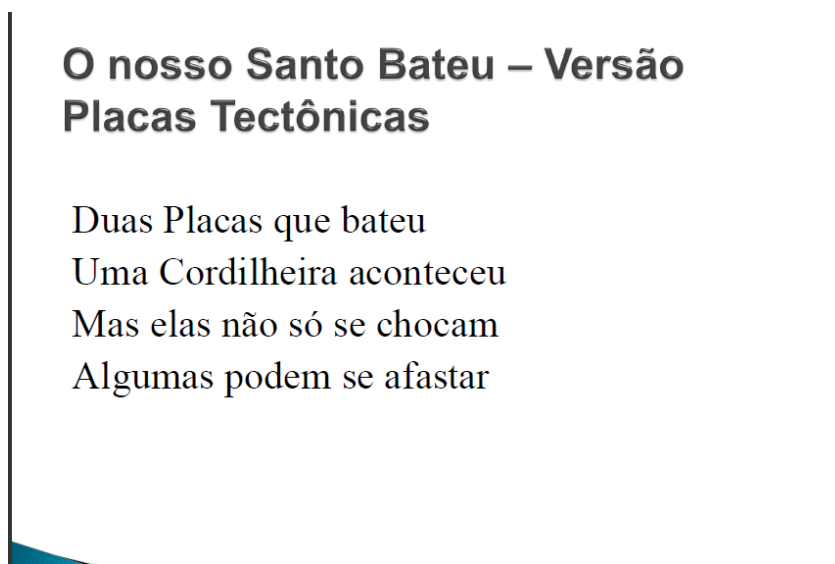 O nosso Santo Bateu – Versão
Placas Tectônicas
Duas Placas que bateu
Uma Cordilheira aconteceu
Mas elas não só se chocam
Algumas podem se afastar